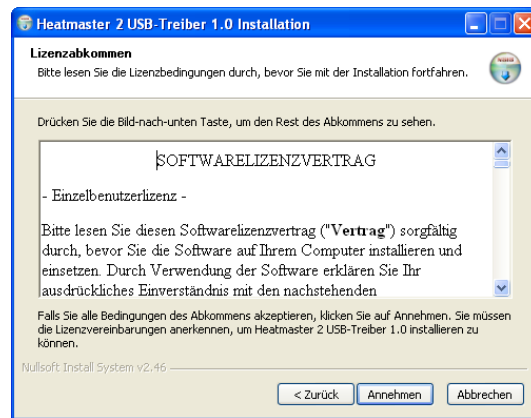 Heatmaster 2 USB-Treiber 1.0 Installation
Lizenzabkommen
Bitte lesen Sie die Lizenzbedingungen durch, bevor Sie mit der Installation fortfahren.
Drücken Sie die Bild-nach-unten Taste, um den Rest des Abkommens zu sehen.
SOFTWARELIZENZVERTRAG
- Einzelbenutzerlizenz -
Bitte lesen Sie diesen Softwarelizenzvertrag ("Vertrag") sorgfältig
durch, bevor Sie die Software auf Ihrem Computer installieren und
einsetzen. Durch Verwendung der Software erklären Sie Ihr
ausdrückliches Einverständnis mit den nachstehenden
Falls Sie alle Bedingungen des Abkommens akzeptieren, klicken Sie auf Annehmen. Sie müssen
die Lizenzvereinbarungen anerkennen, um Heatmaster 2 USB-Treiber 1.0 installieren zu
können.
Nullsoft Install System v2.46
< Zurück Annehmen Abbrechen